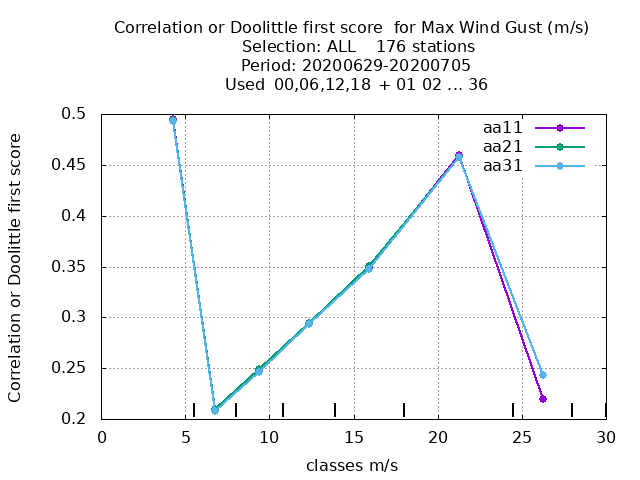 Correlation or Doolittle first score  for Max Wind Gust (m/s)
Selection: ALL    176 stations
Period: 20200629-20200705
Used  00,06,12,18 + 01 02 ... 36
Correlation or Doolittle first score
0.5
0.45
0.4
0.35
0.3
0.25
0.2
aa11
aa21
aa31
0 5 10 15 20 25 30
classes m/s